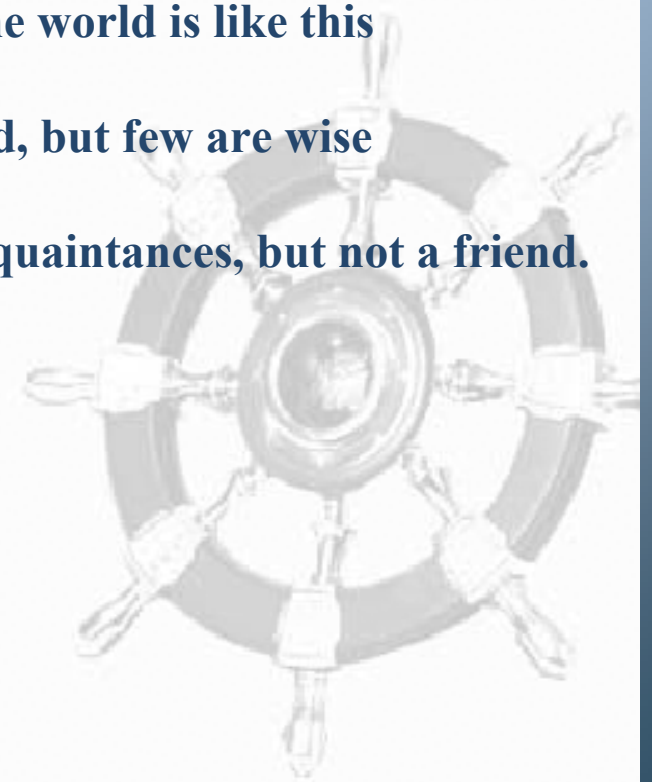 e world is like this
d, but few are wise
quaintances, but not a friend.